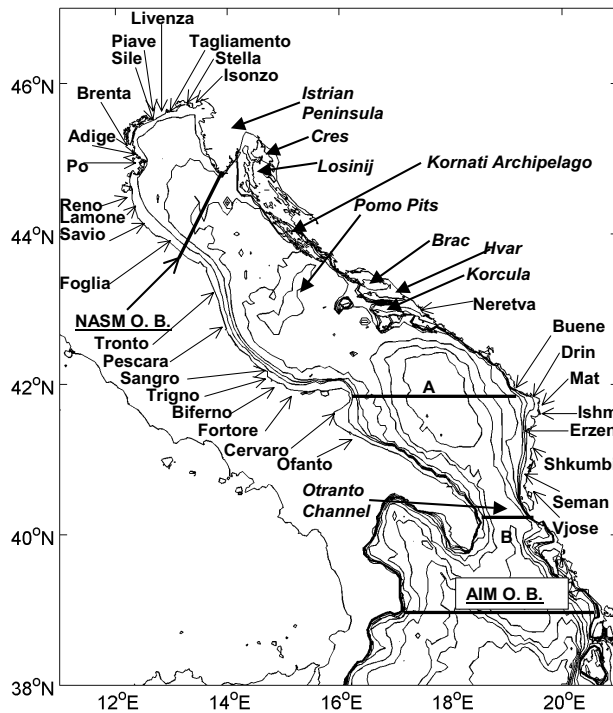 Livenza
Piave
Tagliamento
Sile
Stella
Isonzo
46°N
Brenta
Istrian
Peninsula
Adige
Cres
Po
Losinij
Kornati Archipelago
Reno
Pomo Pits
Lamone
44°N
Savio
Brac
Hvar
Foglia
Korcula
NASM O. B.
Neretva
Tronto
Buene
Pescara
Drin
Sangro
42°N
A
Mat
Trigno
Biferno
Ishm
Fortore
Erzen
Cervaro
Ofanto
Shkumb
Otranto
Channel
Seman
40°N
B
Vjose
AIM O. B.
38°N
12°E
14°E
16°E
18°E
20°E